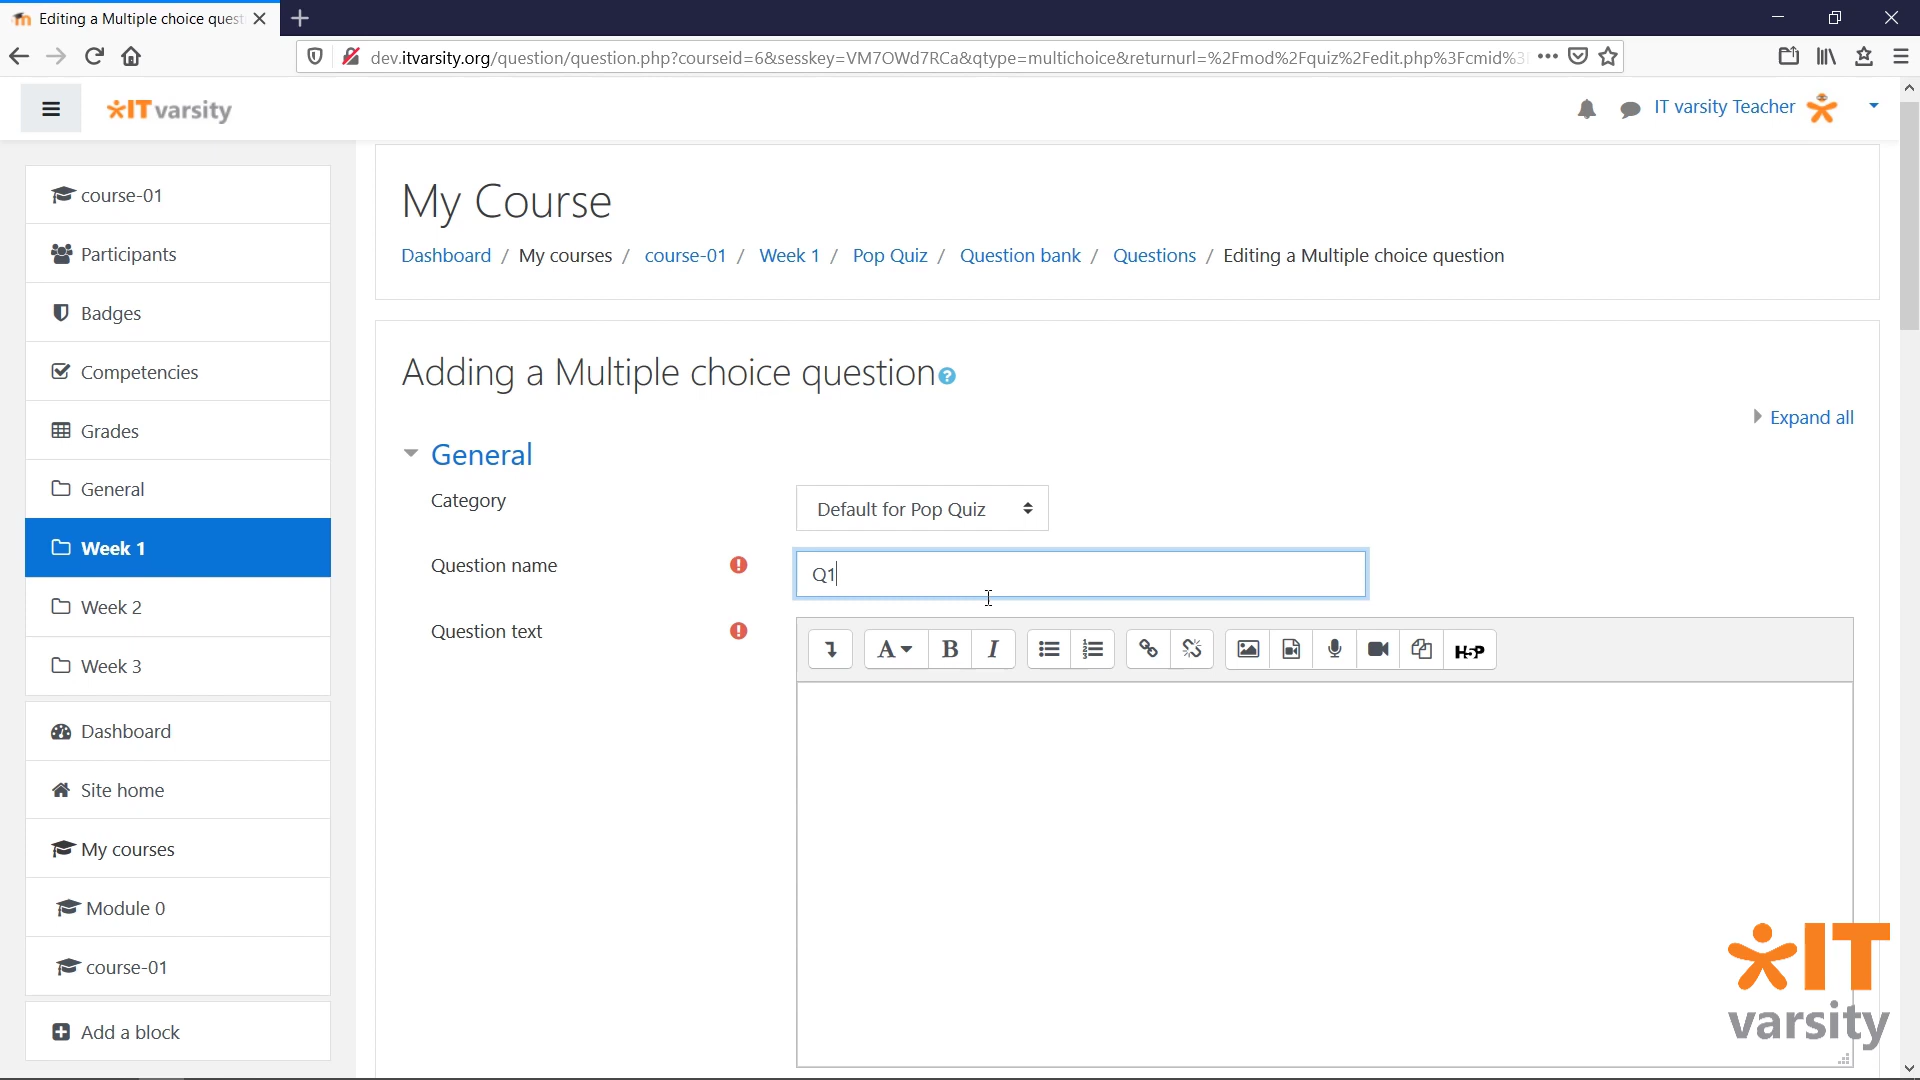 Editing a Multiple choice quest
dev.itvarsity.org/question/question.php?courseid=6&sesskey=VM7OWd7RCa&qtype=multichoice&returnurl=%2Fmod%2Fquiz%2Fedit.php%3Fcmid%3
IT varsity
IT varsity Teacher
course-01
Participants
Badges
Competencies
Grades
General
Week 1
Week 2
Week 3
Dashboard
Site home
My courses
Module 0
course-01
Add a block
My Course
Dashboard / My courses / course-01 / Week 1 / Pop Quiz / Question bank / Questions / Editing a Multiple choice question
Adding a Multiple choice question
Expand all
General
Category
Default for Pop Quiz
Question name
Q1
Question text
A B I H5P
IT
varsity